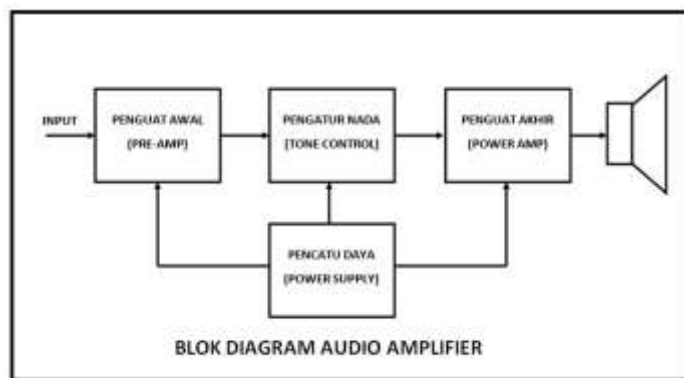 INPUT
PENGUAT AWAL
(PRE-AMP)
PENGATUR NADA
(TONE CONTROL)
PENGUAT AKHIR
(POWER AMP)
PENCATU DAYA
(POWER SUPPLY)
BLOK DIAGRAM AUDIO AMPLIFIER